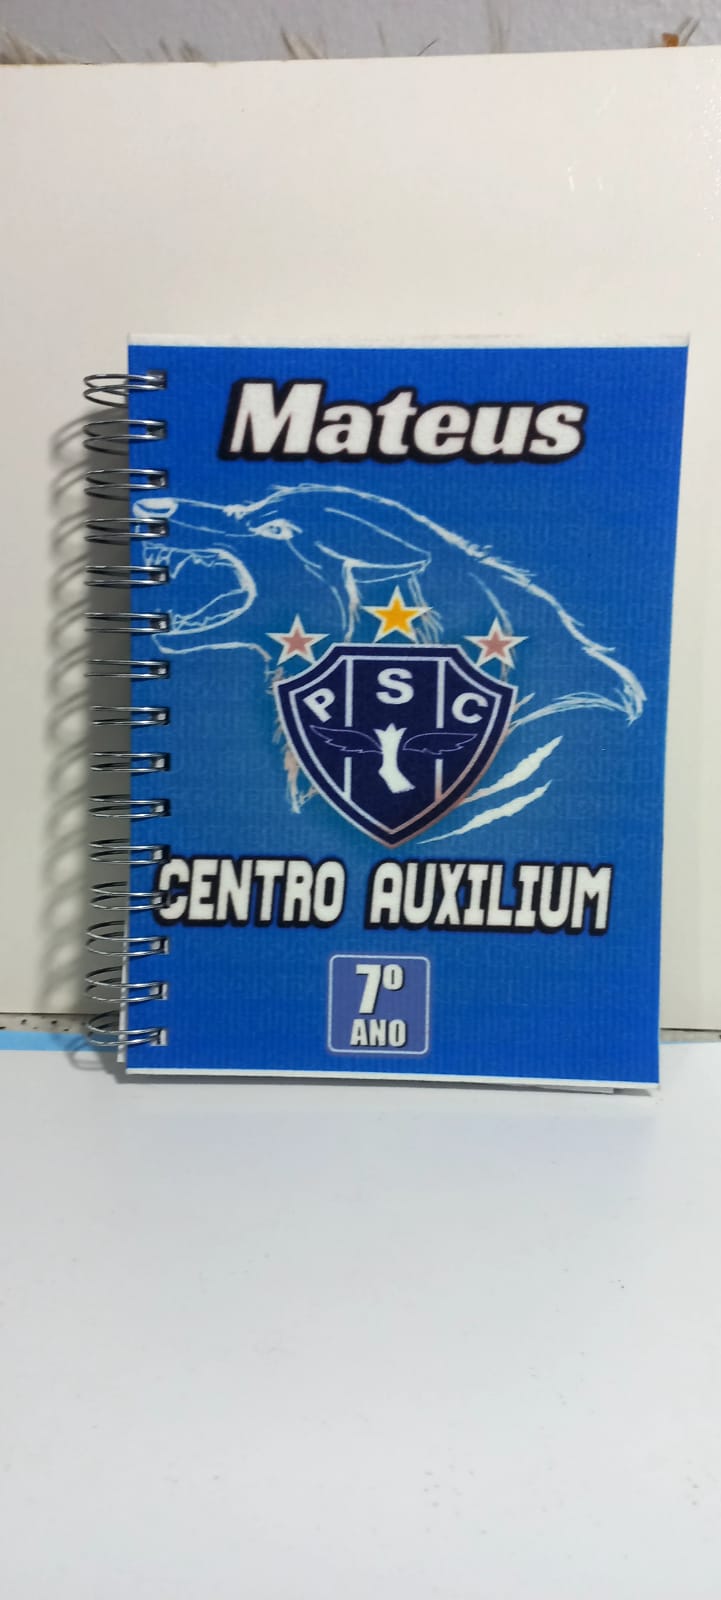 Mateus
P S C
CENTRO AUXILIUM
7º
ANO